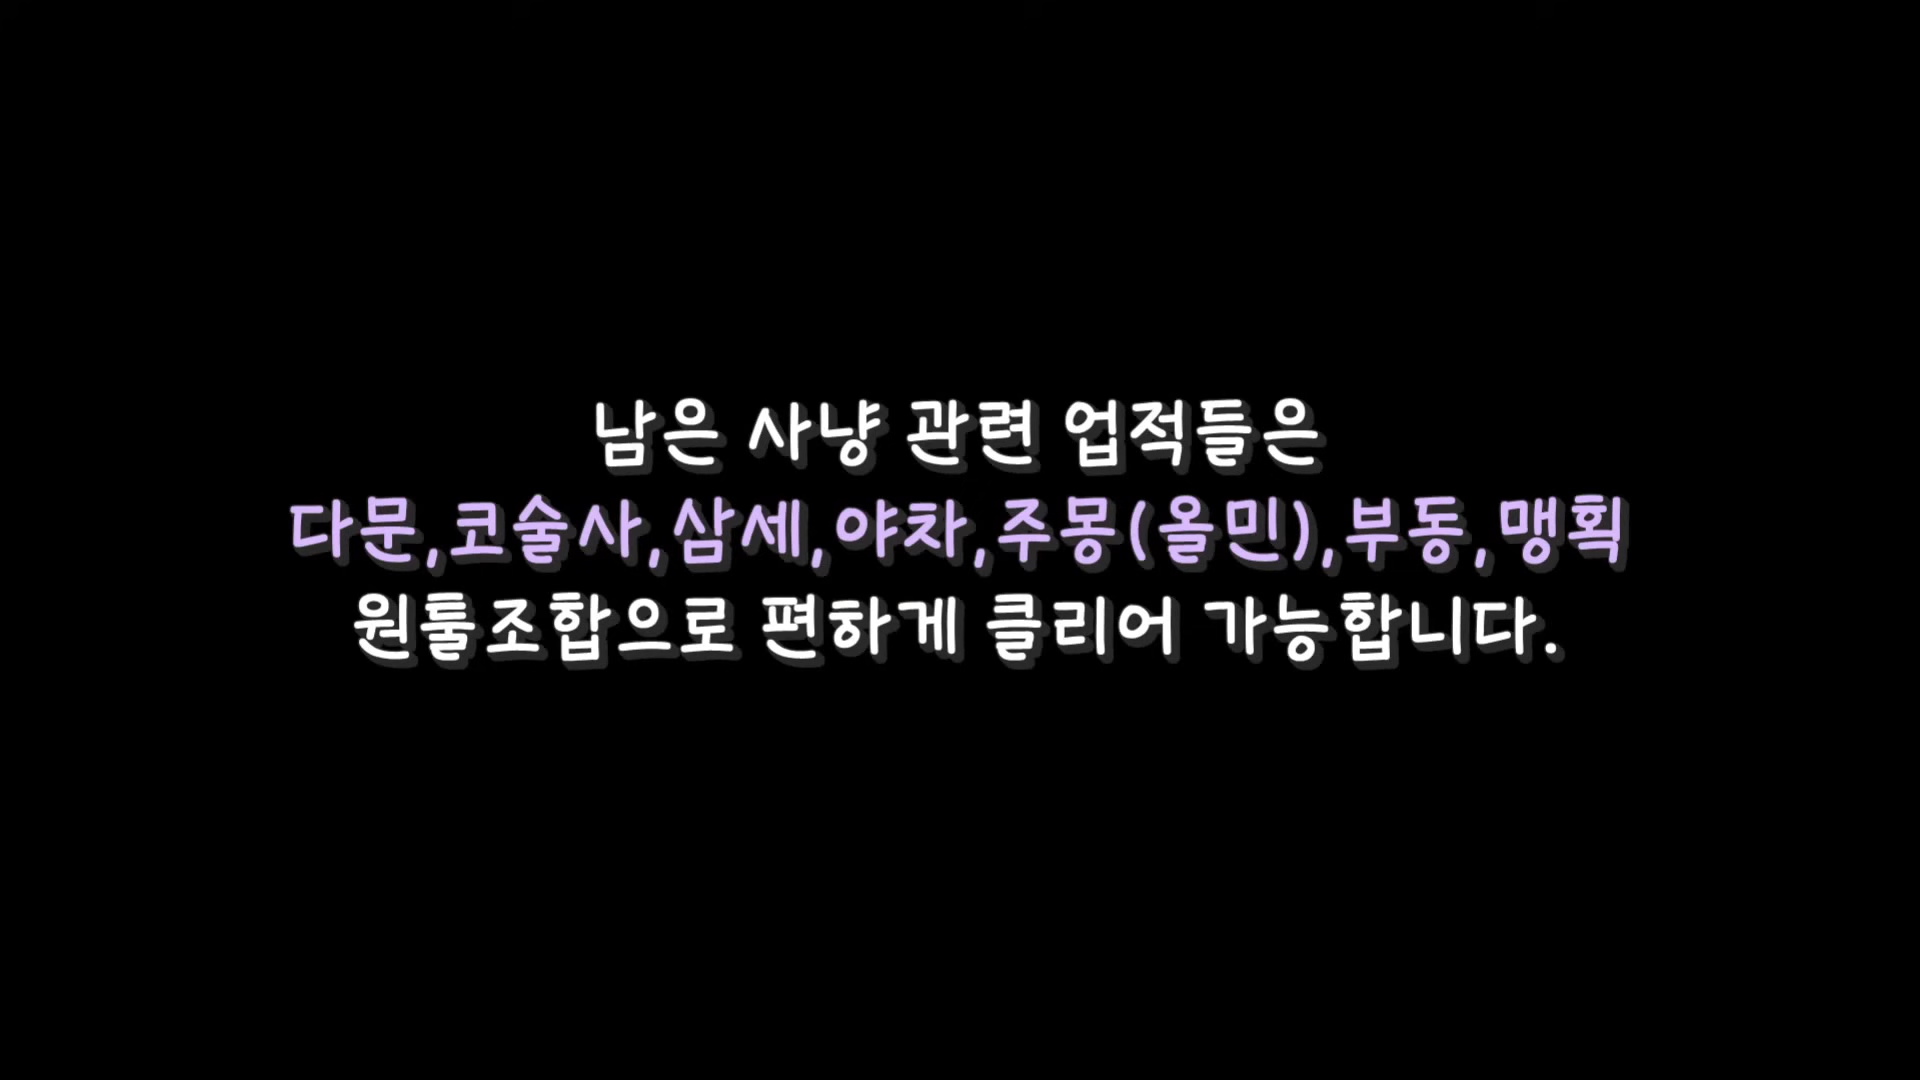 남은 사냥 관련 업적들은
다문,코술사,삼세,야차,주몽(올민),부동,맹획
원툴조합으로 편하게 클리어 가능합니다.